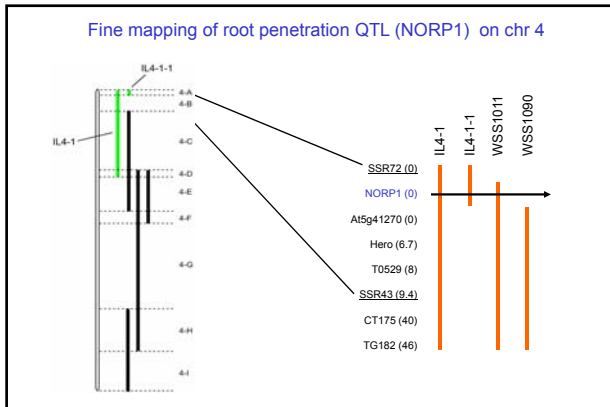 Fine mapping of root penetration QTL (NORP1) on chr 4
IL4-1-1
IL4-1
4-A
4-B
4-C
4-D
4-E
4-F
4-G
4-H
4-I
IL4-1
IL4-1-1
WSS1011
WSS1090
SSR72 (0)
NORP1 (0)
At5g41270 (0)
Hero (6.7)
T0529 (8)
SSR43 (9.4)
CT175 (40)
TG182 (46)